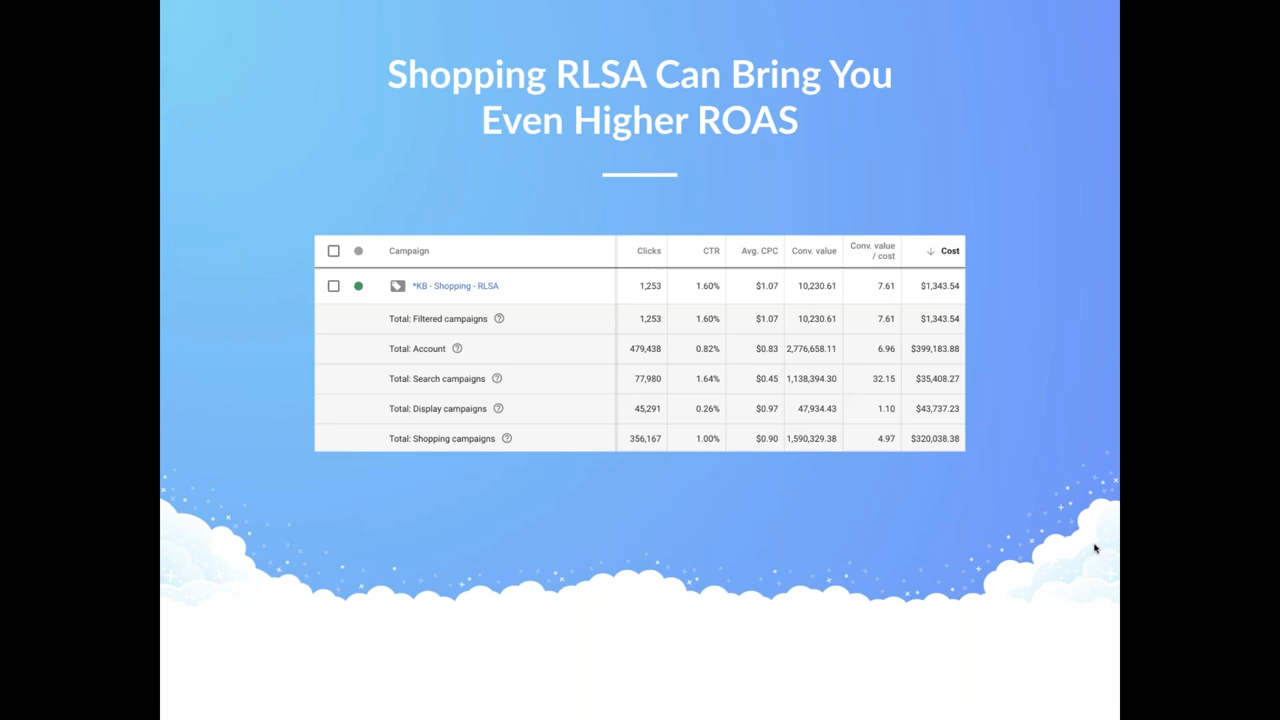 Shopping RLSA Can Bring You
Even Higher ROAS
Campaign Clicks CTR Avg. CPC Conv. value Conv. value / cost Cost
*KB - Shopping - RLSA 1,253 1.60% $1.07 10,230.61 7.61 $1,343.54
Total: Filtered campaigns 1,253 1.60% $1.07 10,230.61 7.61 $1,343.54
Total: Account 479,438 0.82% $0.83 2,776,658.11 6.96 $399,183.88
Total: Search campaigns 77,980 1.64% $0.45 1,138,394.30 32.15 $35,408.27
Total: Display campaigns 45,291 0.26% $0.97 47,934.43 1.10 $43,737.23
Total: Shopping campaigns 356,167 1.00% $0.90 1,590,329.38 4.97 $320,038.38